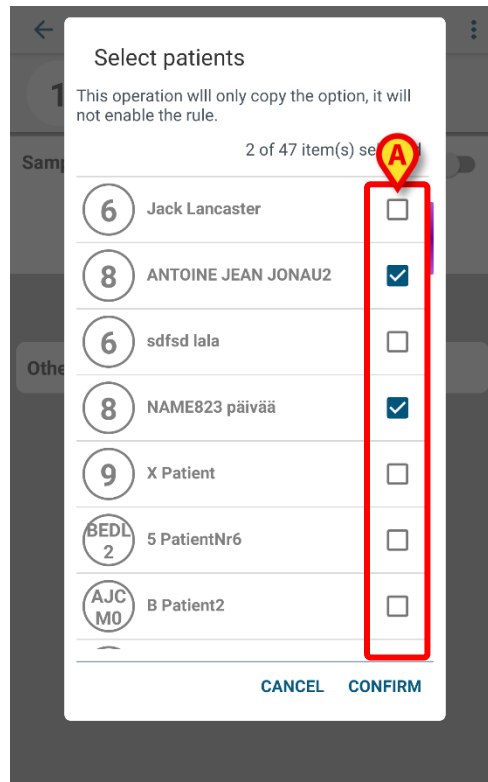 Select patients
This operation wlll only copy the option, it will
not enable the rule.
2 of 47 item(s) se
A
1
Samp
6 Jack Lancaster
8 ANTOINE JEAN JONAU2
6 sdfsd lala
Othe
8 NAME823 päivää
9 X Patient
BEDL
2 5 PatientNr6
AJC
M0 B Patient2
CANCEL CONFIRM